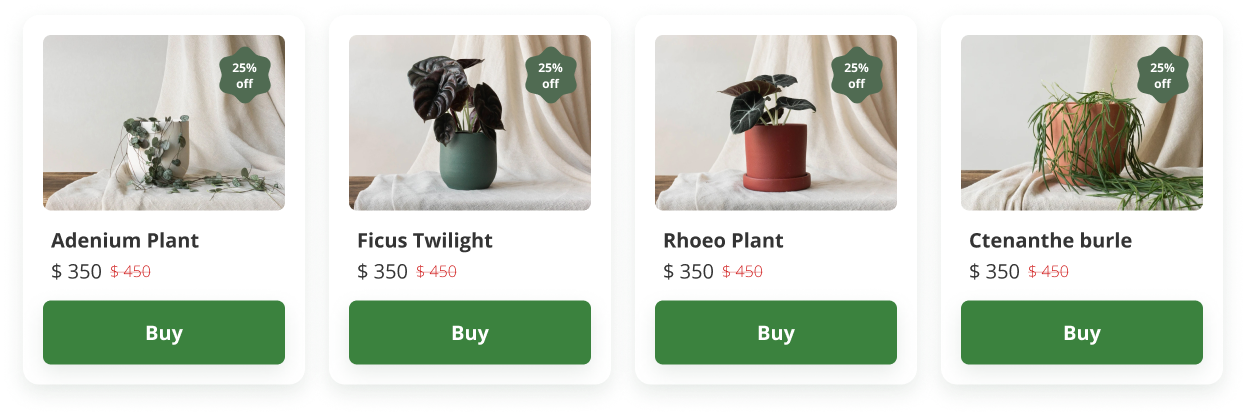 25%
off
Adenium Plant
$ 350 $ 450
Buy
25%
off
Ficus Twilight
$ 350 $ 450
Buy
25%
off
Rhoeo Plant
$ 350 $ 450
Buy
25%
off
Ctenanthe burle
$ 350 $ 450
Buy